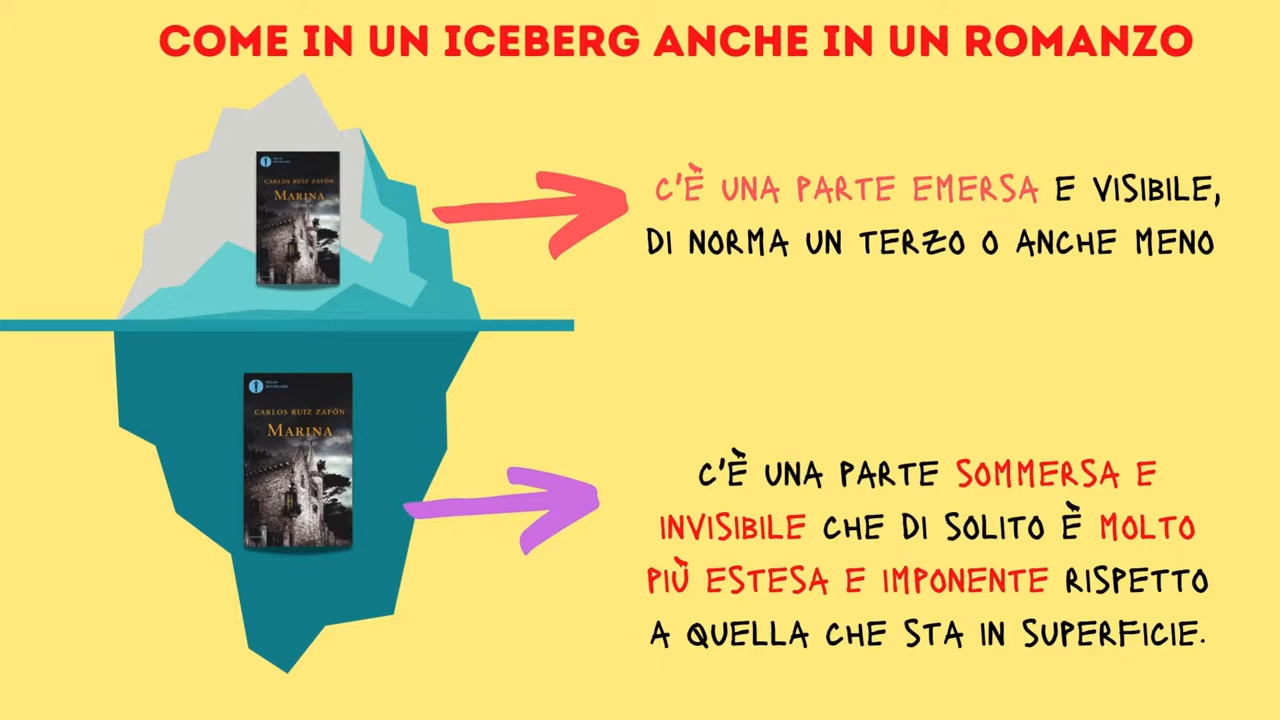 COME IN UN ICEBERG ANCHE IN UN ROMANZO
CARLOS RUIZ ZAFÓN
MARINA
C'È UNA PARTE EMERSA E VISIBILE,
DI NORMA UN TERZO O ANCHE MENO
CARLOS RUIZ ZAFÓN
MARINA
C'È UNA PARTE SOMMERSA E
INVISIBILE CHE DI SOLITO È MOLTO
PIÙ ESTESA E IMPONENTE RISPETTO
A QUELLA CHE STA IN SUPERFICIE.